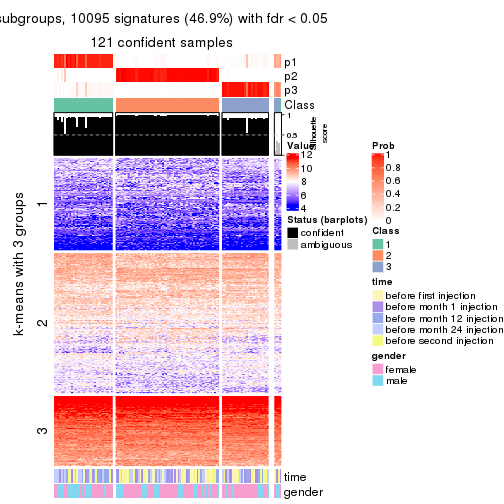 subgroups, 10095 signatures (46.9%) with fdr < 0.05
121 confident samples
p1
p2
p3
Class
1
0.5
Silhouette
score
k-means with 3 groups
1
2
3
time
gender
Value
12
10
8
6
4
Status (barplots)
confident
ambiguous
Prob
1
0.8
0.6
0.4
0.2
0
Class
1
2
3
time
before first injection
before month 1 injection
before month 12 injection
before month 24 injection
before second injection
gender
female
male